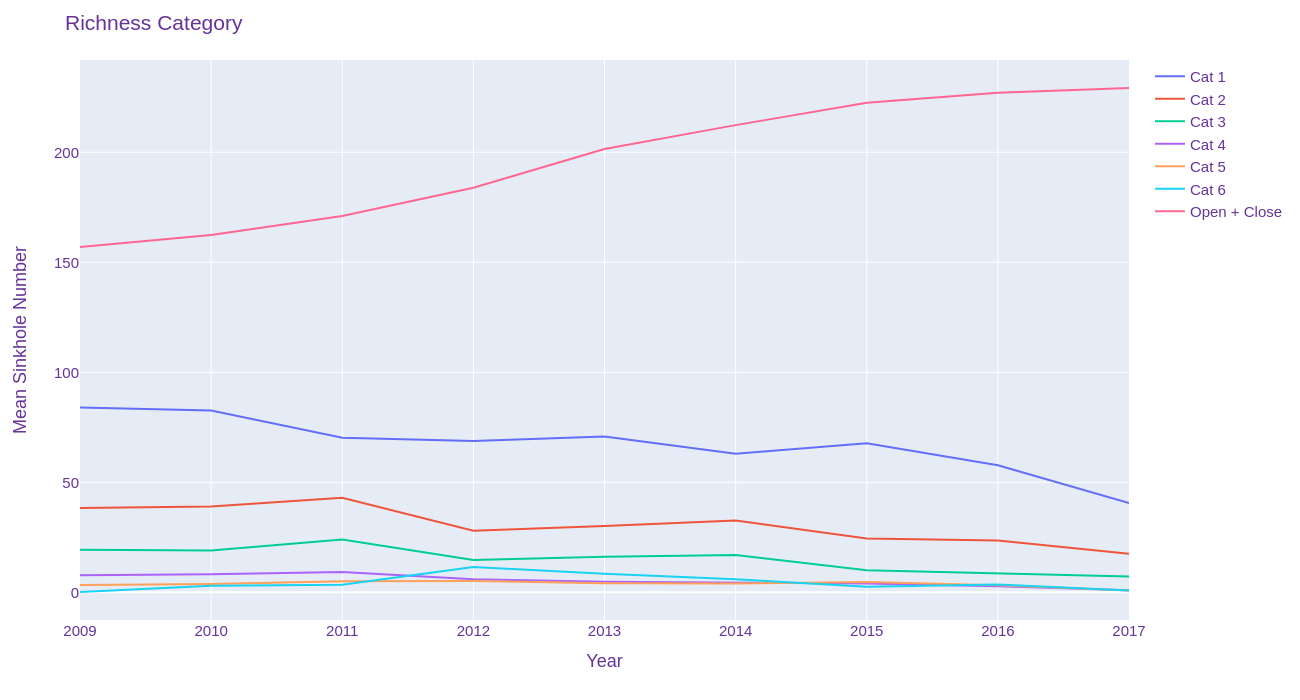 Richness Category
Mean Sinkhole Number
200
150
100
50
0
2009 2010 2011 2012 2013 2014 2015 2016 2017
Year
Cat 1
Cat 2
Cat 3
Cat 4
Cat 5
Cat 6
Open + Close